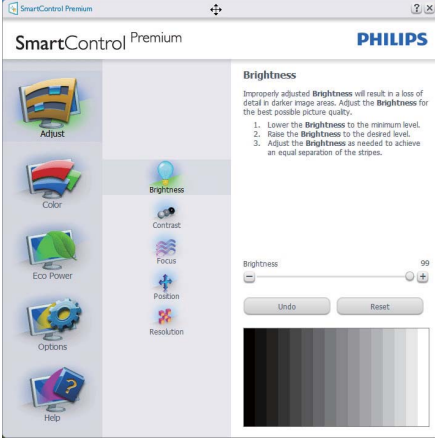 SmartControl Premium
? X
SmartControl Premium
PHILIPS
Adjust
Color
Eco Power
Options
Help
Brightness
Contrast
Focus
Position
Resolution
Brightness
Improperly adjusted Brightness will result in a loss of
detail in darker image areas. Adjust the Brightness for
the best possible picture quality.
1. Lower the Brightness to the minimum level.
2. Raise the Brightness to the desired level.
3. Adjust the Brightness as needed to achieve
an equal separation of the stripes.
Brightness 99
Undo Reset